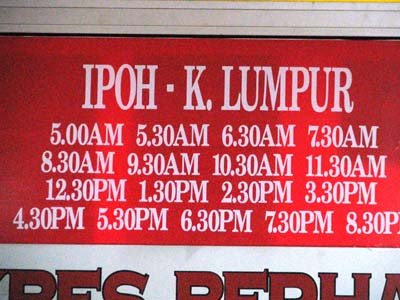 IPOH - K. LUMPUR
5.00AM 5.30AM 6.30AM 7.30AM
8.30AM 9.30AM 10.30AM 11.30AM
12.30PM 1.30PM 2.30PM 3.30PM
4.30PM 5.30PM 6.30PM 7.30PM 8.30P